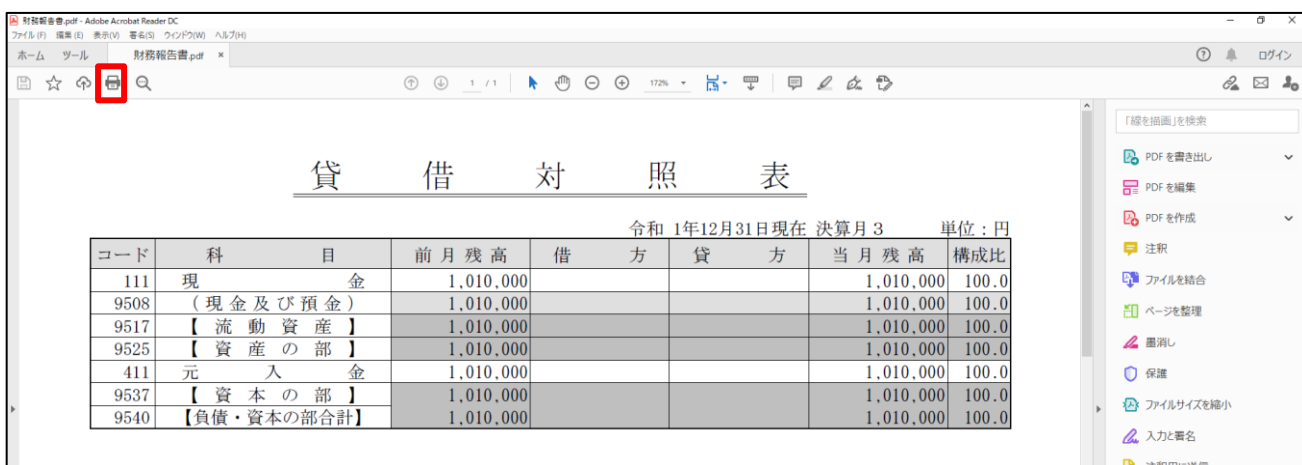 財務報告書.pdf - Adobe Acrobat Reader DC
ファイル(F) 編集(E) 表示(V) 署名(S) ウィンドウ(W) ヘルプ(H)
ホーム ツール 財務報告書.pdf × ログイン
1 / 1 172%
「線を描画」を検索
PDF を書き出し
PDF を編集
PDF を作成
注釈
ファイルを結合
ページを整理
墨消し
保護
ファイルサイズを縮小
入力と署名
貸 借 対 照 表
令和 1年12月31日現在 決算月 3 単位：円
コード 科 目 前 月 残 高 借 方 貸 方 当 月 残 高 構成比
111 現 金 1,010,000 1,010,000 100.0
9508 (現金及び預金) 1,010,000 1,010,000 100.0
9517 【 流 動 資 産 】 1,010,000 1,010,000 100.0
9525 【 資 産 の 部 】 1,010,000 1,010,000 100.0
411 元 入 金 1,010,000 1,010,000 100.0
9537 【 資 本 の 部 】 1,010,000 1,010,000 100.0
9540 【負債・資本の部合計】 1,010,000 1,010,000 100.0